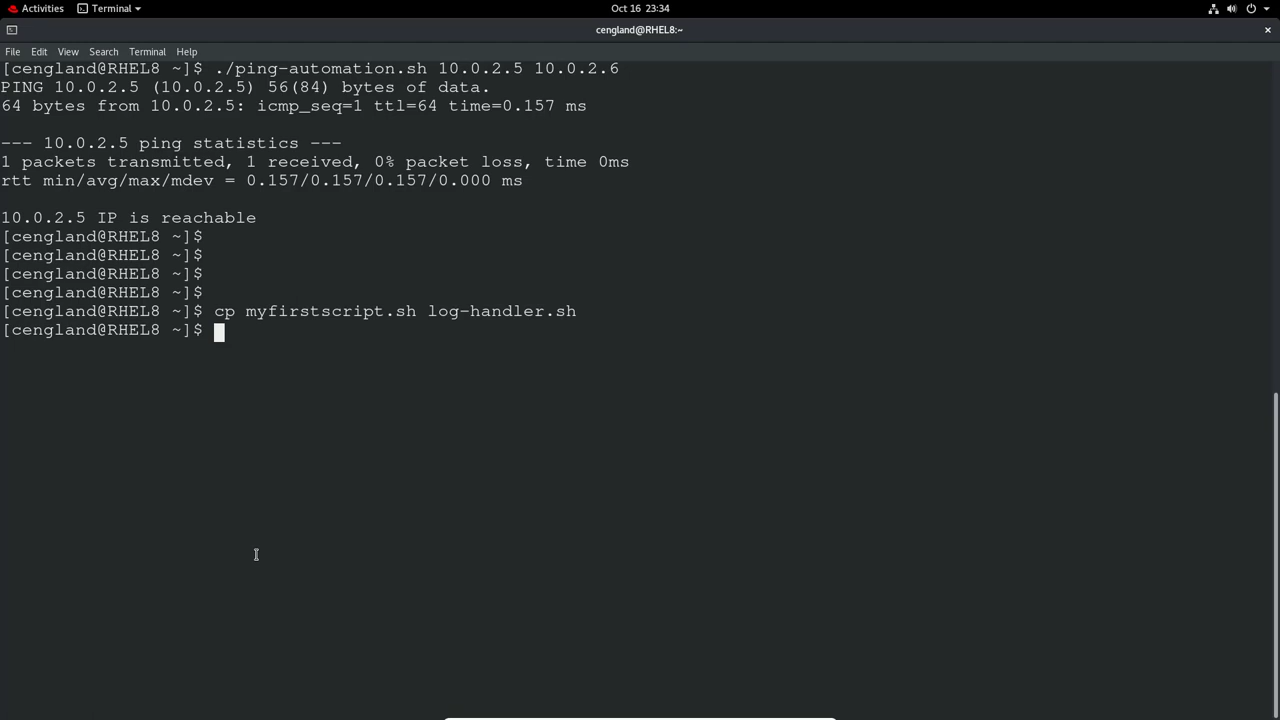 Activities
Terminal
Oct 16 23:34
cengland@RHEL8:~
File Edit View Search Terminal Help
[cengland@RHEL8 ~]$ ./ping-automation.sh 10.0.2.5 10.0.2.6
PING 10.0.2.5 (10.0.2.5) 56(84) bytes of data.
64 bytes from 10.0.2.5: icmp_seq=1 ttl=64 time=0.157 ms
--- 10.0.2.5 ping statistics ---
1 packets transmitted, 1 received, 0% packet loss, time 0ms
rtt min/avg/max/mdev = 0.157/0.157/0.157/0.000 ms
10.0.2.5 IP is reachable
[cengland@RHEL8 ~]$
[cengland@RHEL8 ~]$
[cengland@RHEL8 ~]$
[cengland@RHEL8 ~]$
[cengland@RHEL8 ~]$ cp myfirstscript.sh log-handler.sh
[cengland@RHEL8 ~]$